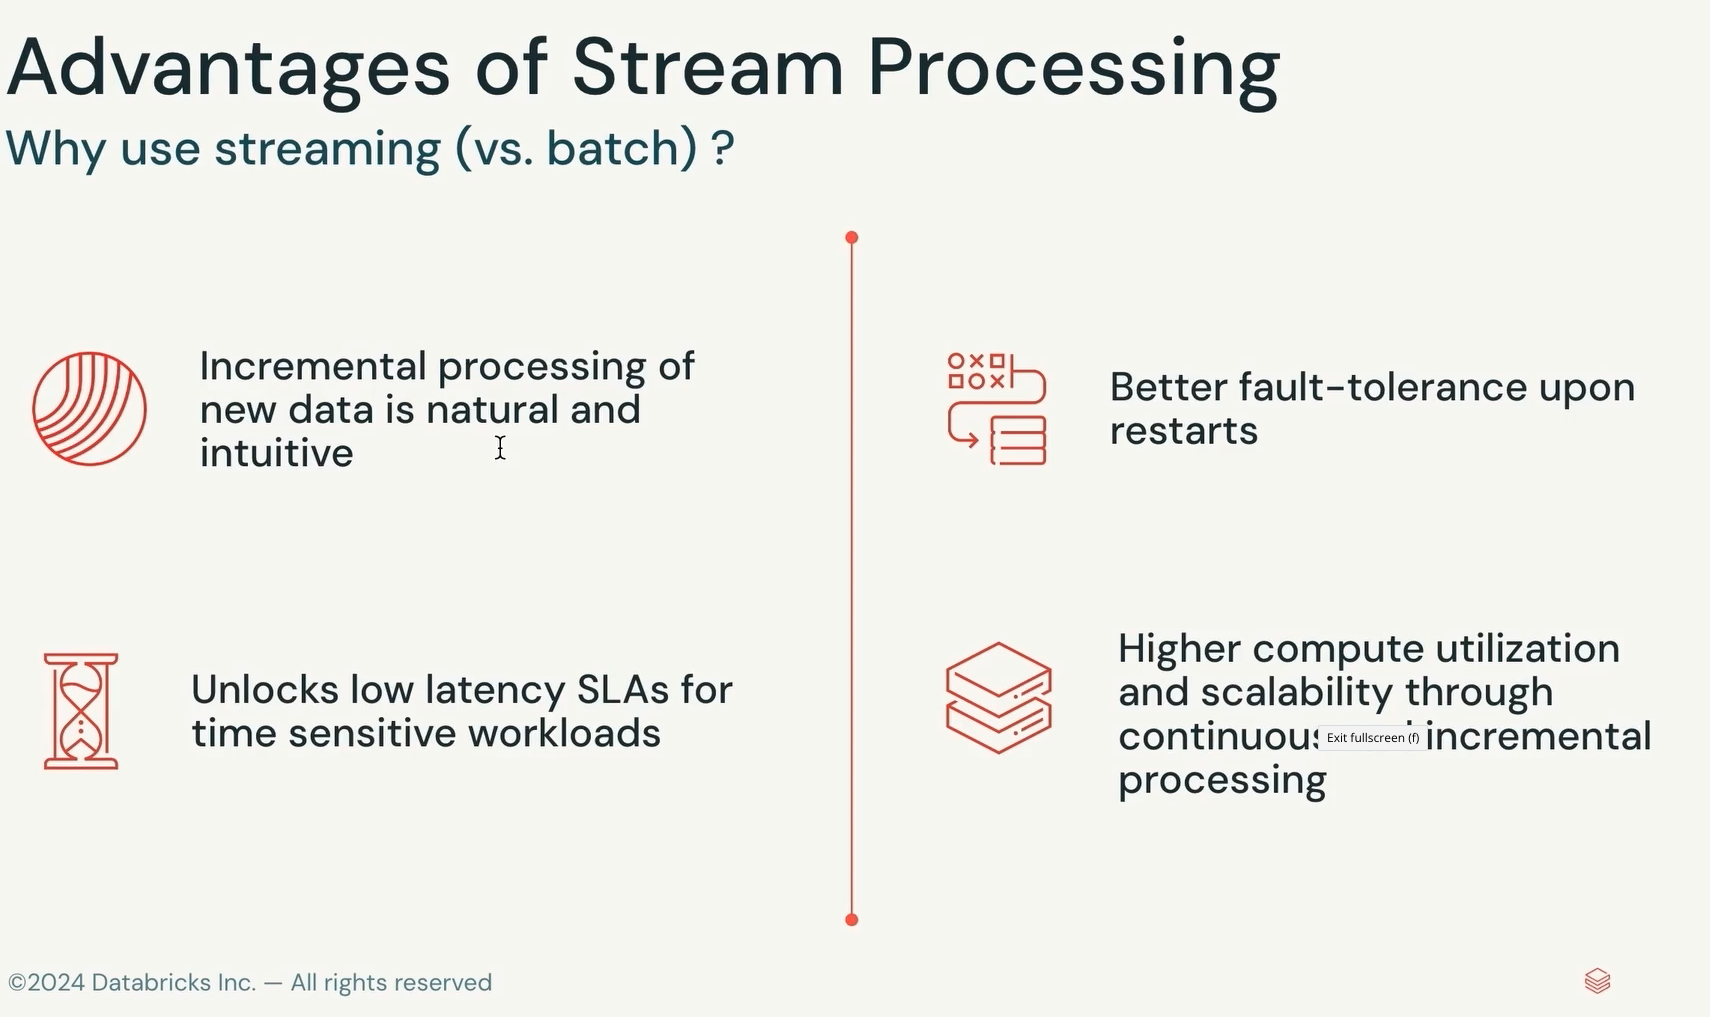 Advantages of Stream Processing
Why use streaming (vs. batch) ?
Incremental processing of
new data is natural and
intuitive
Unlocks low latency SLAs for
time sensitive workloads
Better fault-tolerance upon
restarts
Higher compute utilization
and scalability through
continuous incremental
Exit fullscreen (f)
processing
©2024 Databricks Inc. — All rights reserved